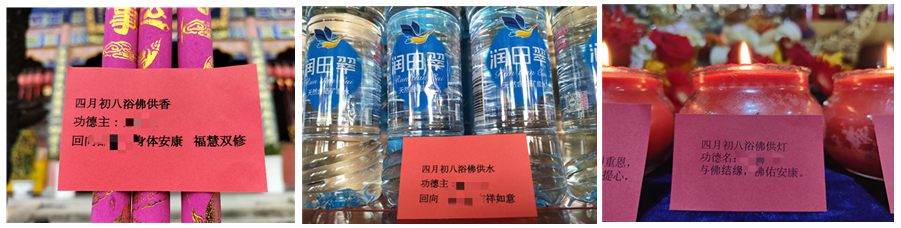 四月初八浴佛供香
功德主：
回向 身体安康 福慧双修
润田翠
润田翠
润田翠
四月初八浴佛供水
功德主：
回向 祥如意
四月初八浴佛供灯
功德名：
与佛结缘，佛佑安康。
重恩，
提心，